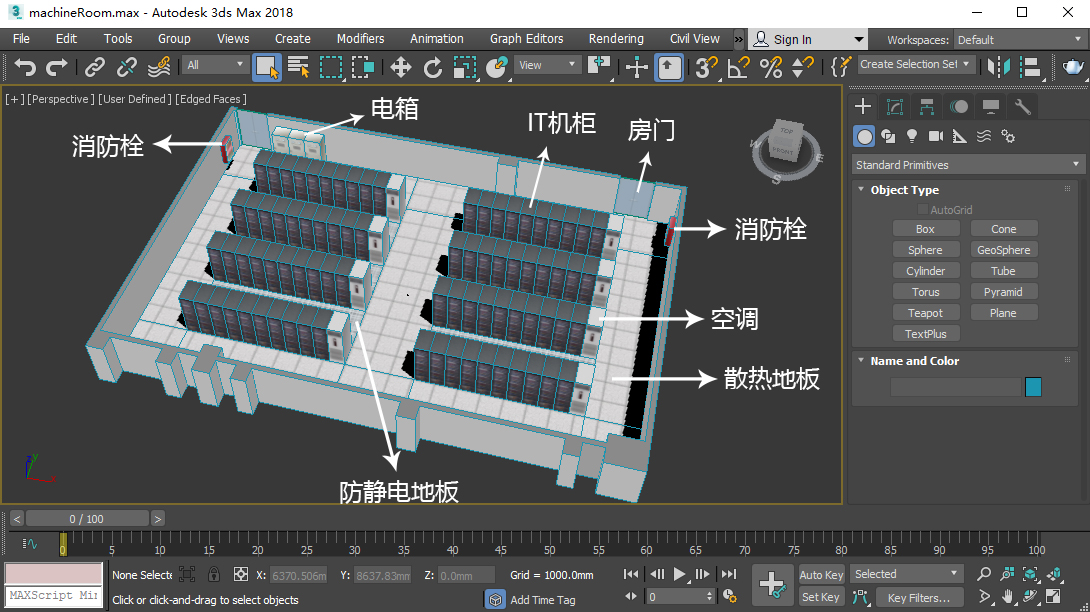 machineRoom.max - Autodesk 3ds Max 2018
File Edit Tools Group Views Create Modifiers Animation Graph Editors Rendering Civil View » Sign In Workspaces: Default
All View Create Selection Set
[+] [Perspective] [User Defined] [Edged Faces]
电箱
消防栓
IT机柜
房门
消防栓
空调
散热地板
防静电地板
TOP
FRONT
W
S
E
Standard Primitives
Object Type
AutoGrid
Box Cone
Sphere GeoSphere
Cylinder Tube
Torus Pyramid
Teapot Plane
TextPlus
Name and Color
< 0 / 100 >
0 5 10 15 20 25 30 35 40 45 50 55 60 65 70 75 80 85 90 95 100
None Selecte X: 6370.506m Y: 8637.83mm Z: 0.0mm Grid = 1000.0mm Auto Key Selected
MAXScript Mi Click or click-and-drag to select objects Add Time Tag 0 Set Key Key Filters...